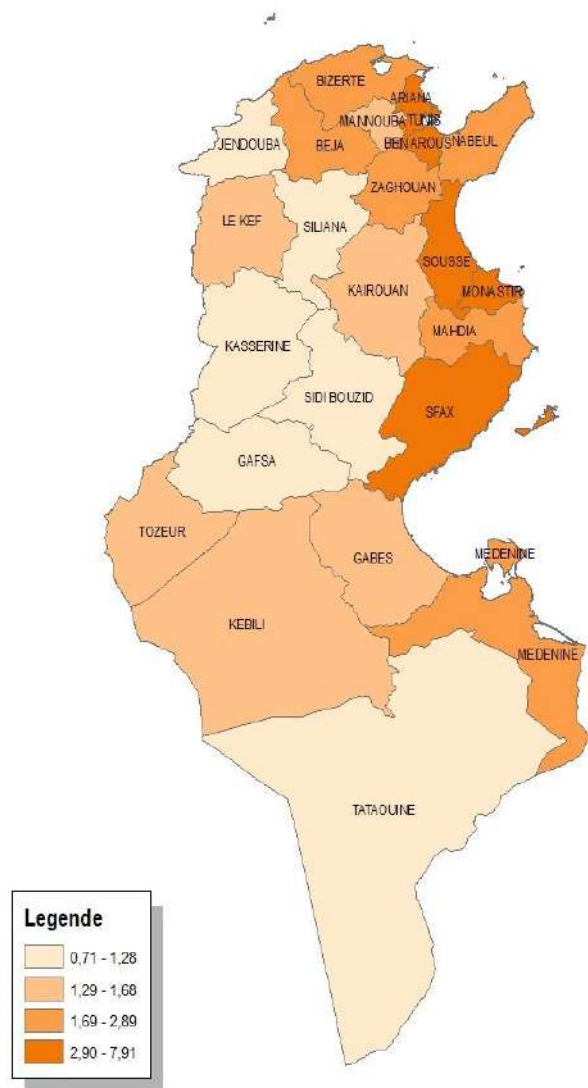 BIZERTE
ARIANA
MANNOUBA
TUNIS
JENDOUBA
BEJA
BEN AROUS
NABEUL
ZAGHOUAN
LE KEF
SILIANA
SOUSSE
KAIROUAN
MONASTIR
MAHDIA
KASSERINE
SIDI BOUZID
SFAX
GAFSA
TOZEUR
GABES
MEDENINE
KEBILI
MEDENINE
TATAOUINE
Legende
0,71 - 1,28
1,29 - 1,68
1,69 - 2,89
2,90 - 7,91